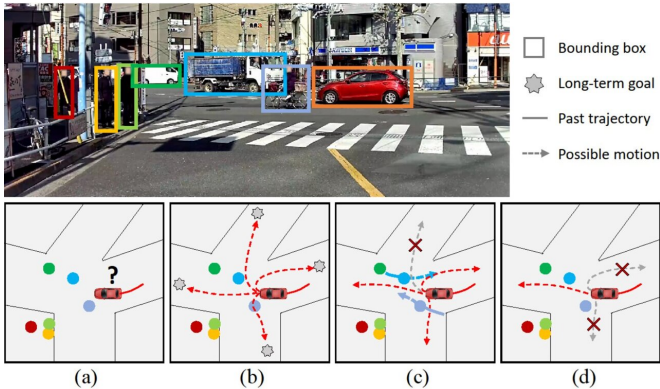 Bounding box
Long-term goal
Past trajectory
Possible motion
?
(a)
(b)
(c)
(d)